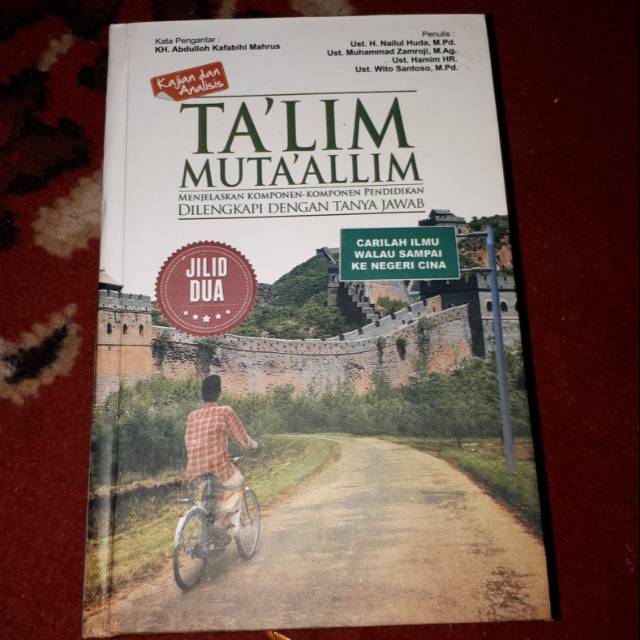 Kata Pengantar :
KH. Abdulloh Kafabihi Mahrus
Penulis :
Ust. H. Nailul Huda, M.Pd.
Ust. Muhammad Zamroji, M.Ag.
Ust. Hamim HR.
Ust. Wito Santoso, M.Pd.
Kajian dan
Analisis
TA'LIM
MUTA'ALLIM
MENJELASKAN KOMPONEN-KOMPONEN PENDIDIKAN
DILENGKAPI DENGAN TANYA JAWAB
CARILAH ILMU
WALAU SAMPAI
KE NEGERI CINA
JILID
DUA